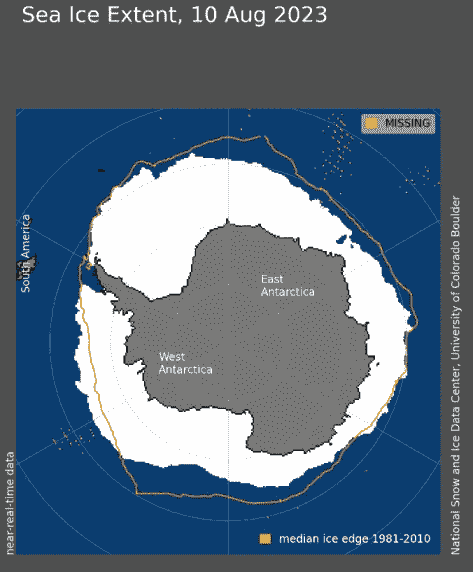 Sea Ice Extent, 10 Aug 2023
MISSING
South America
East
Antarctica
West
Antarctica
near-real-time data
National Snow and Ice Data Center, University of Colorado Boulder
median ice edge 1981-2010